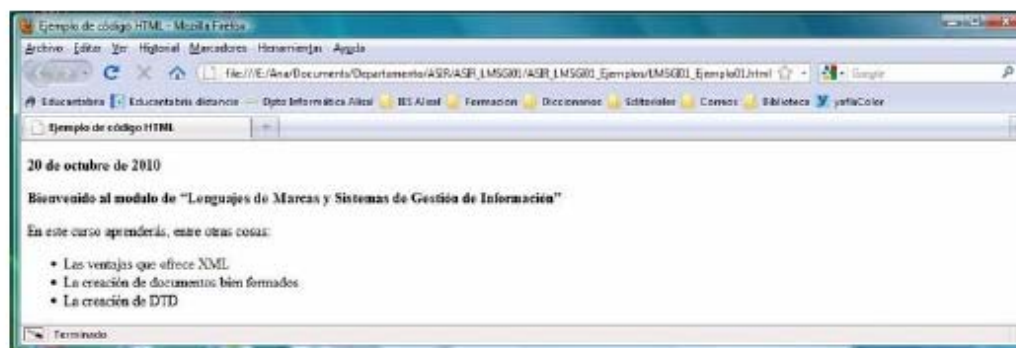 Ejemplo de código HTML - Mozilla Firefox
Archivo Editar Ver Historial Marcadores Herramientas Ayuda
file:///E:/Ana/Documents/Departamento/ASIR/ASIR_LMSGI01/ASIR_LMSGI01_Ejemplos/LMSGI01_Ejemplo01.html Google
Educantabria Educantabria distancia Dpto Informática Alisal IES Alisal Formacion Diccionarios Editoriales Correos Biblioteca yaflaColor
Ejemplo de código HTML
20 de octubre de 2010
Bienvenido al modulo de “Lenguajes de Marcas y Sistemas de Gestión de Información”
En este curso aprenderás, entre otras cosas:
• Las ventajas que ofrece XML
• La creación de documentos bien formados
• La creación de DTD
Terminado